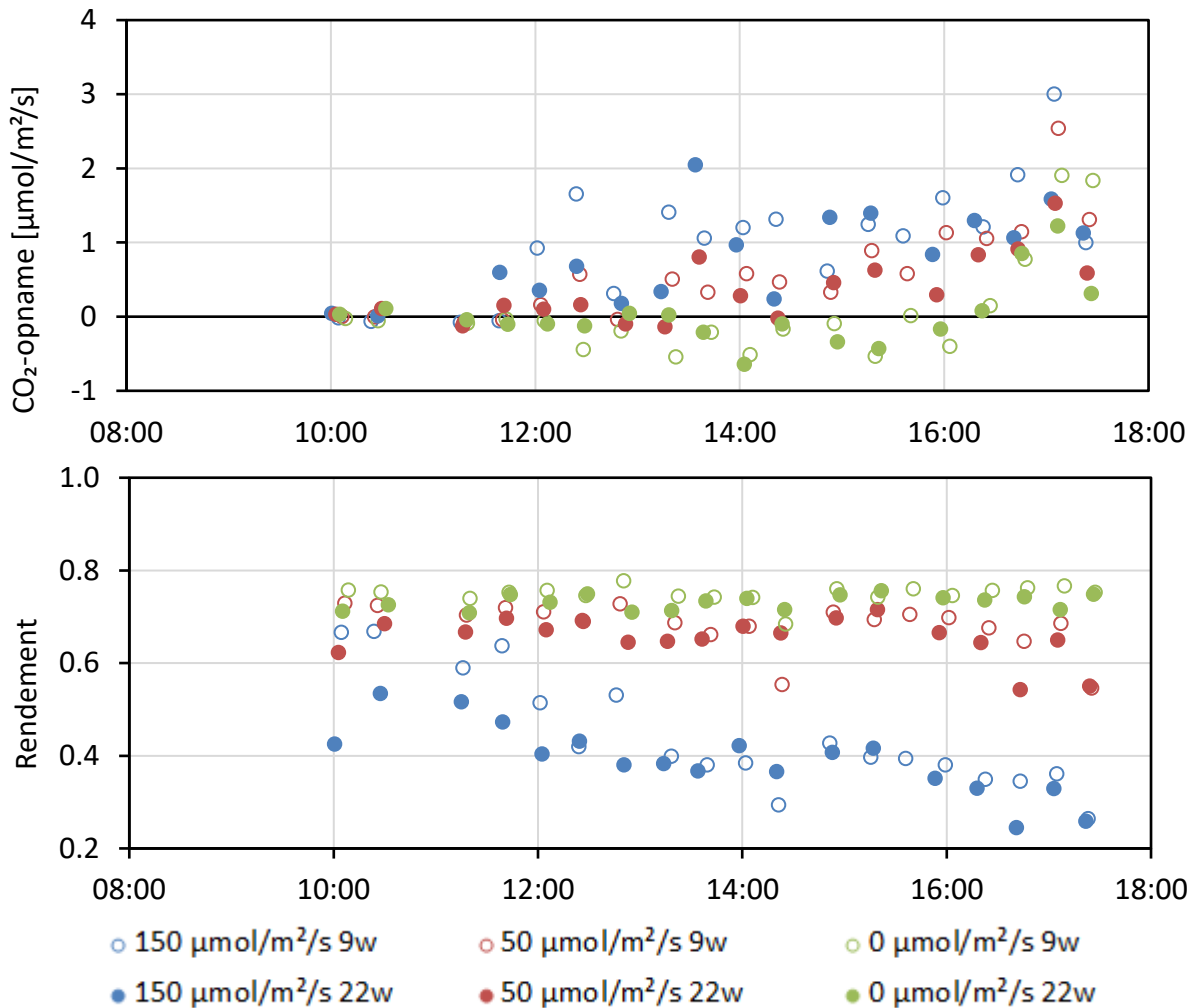 CO₂-opname [µmol/m²/s]
4
3
2
1
0
-1
08:00 10:00 12:00 14:00 16:00 18:00
Rendement
1.0
0.8
0.6
0.4
0.2
08:00 10:00 12:00 14:00 16:00 18:00
150 µmol/m²/s 9w 50 µmol/m²/s 9w 0 µmol/m²/s 9w
150 µmol/m²/s 22w 50 µmol/m²/s 22w 0 µmol/m²/s 22w